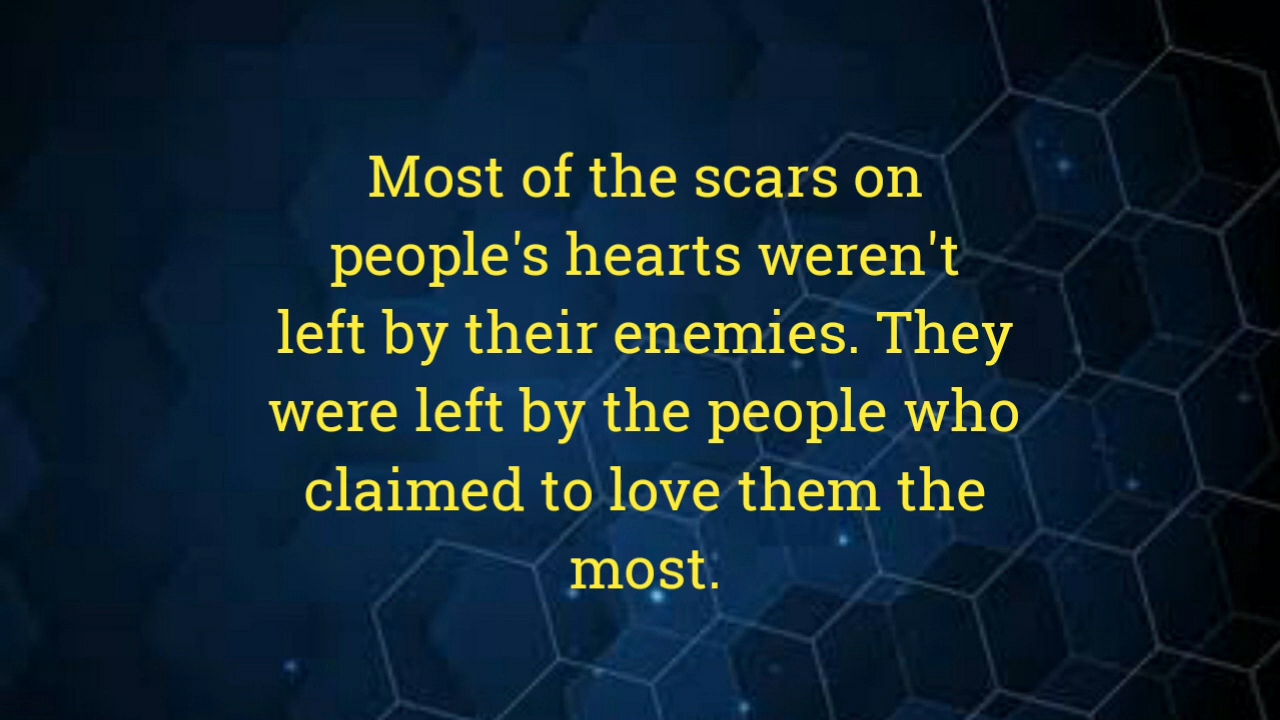 Most of the scars on
people's hearts weren't
left by their enemies. They
were left by the people who
claimed to love them the
most.